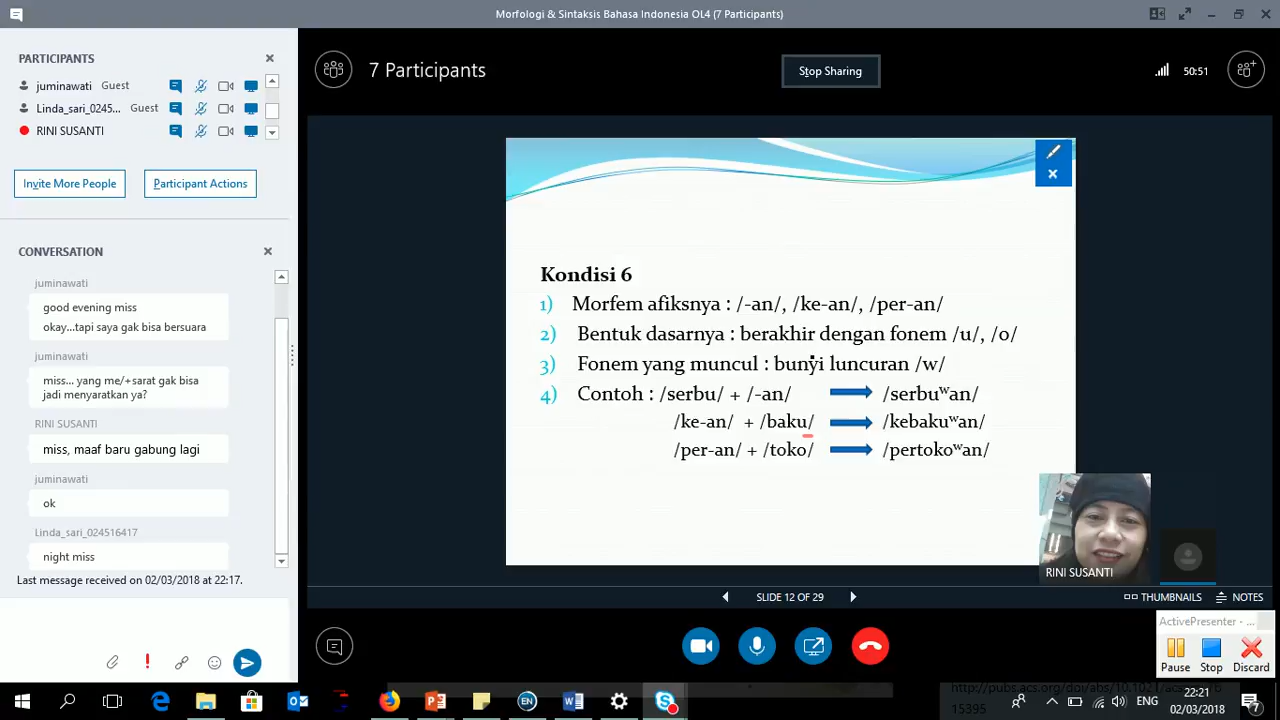 Morfologi & Sintaksis Bahasa Indonesia OL4 (7 Participants)
PARTICIPANTS
juminawati Guest
Linda_sari_0245... Guest
RINI SUSANTI
Invite More People
Participant Actions
CONVERSATION
juminawati
good evening miss
okay...tapi saya gak bisa bersuara
juminawati
miss... yang me/+sarat gak bisa
jadi menyaratkan ya?
RINI SUSANTI
miss, maaf baru gabung lagi
juminawati
ok
Linda_sari_024516417
night miss
Last message received on 02/03/2018 at 22:17.
7 Participants
Stop Sharing
50:51
Kondisi 6
1) Morfem afiksnya : /-an/, /ke-an/, /per-an/
2) Bentuk dasarnya : berakhir dengan fonem /u/, /o/
3) Fonem yang muncul : bunyi luncuran /w/
4) Contoh : /serbu/ + /-an/ /serbuʷan/
/ke-an/ + /baku/ /kebakuʷan/
/per-an/ + /toko/ /pertokoʷan/
RINI SUSANTI
SLIDE 12 OF 29
THUMBNAILS
NOTES
ActivePresenter - ...
Pause Stop Discard
ENG
22:21
02/03/2018
7